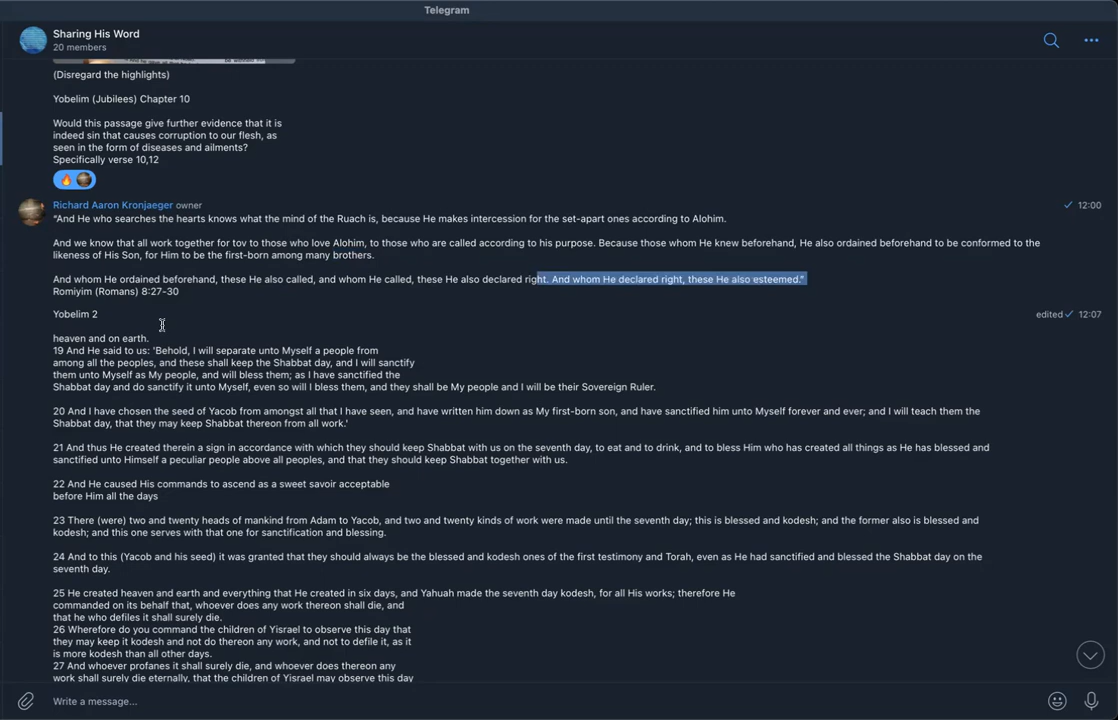 Telegram
Sharing His Word
20 members
(Disregard the highlights)
Yobelim (Jubilees) Chapter 10
Would this passage give further evidence that it is
indeed sin that causes corruption to our flesh, as
seen in the form of diseases and ailments?
Specifically verse 10,12
Richard Aaron Kronjaeger owner 12:00
"And He who searches the hearts knows what the mind of the Ruach is, because He makes intercession for the set-apart ones according to Alohim.
And we know that all work together for tov to those who love Alohim, to those who are called according to his purpose. Because those whom He knew beforehand, He also ordained beforehand to be conformed to the
likeness of His Son, for Him to be the first-born among many brothers.
And whom He ordained beforehand, these He also called, and whom He called, these He also declared right. And whom He declared right, these He also esteemed."
Romiyim (Romans) 8:27-30
Yobelim 2 edited 12:07
heaven and on earth.
19 And He said to us: 'Behold, I will separate unto Myself a people from
among all the peoples, and these shall keep the Shabbat day, and I will sanctify
them unto Myself as My people, and will bless them; as I have sanctified the
Shabbat day and do sanctify it unto Myself, even so will I bless them, and they shall be My people and I will be their Sovereign Ruler.
20 And I have chosen the seed of Yacob from amongst all that I have seen, and have written him down as My first-born son, and have sanctified him unto Myself forever and ever; and I will teach them the
Shabbat day, that they may keep Shabbat thereon from all work.'
21 And thus He created therein a sign in accordance with which they should keep Shabbat with us on the seventh day, to eat and to drink, and to bless Him who has created all things as He has blessed and
sanctified unto Himself a peculiar people above all peoples, and that they should keep Shabbat together with us.
22 And He caused His commands to ascend as a sweet savoir acceptable
before Him all the days
23 There (were) two and twenty heads of mankind from Adam to Yacob, and two and twenty kinds of work were made until the seventh day; this is blessed and kodesh; and the former also is blessed and
kodesh; and this one serves with that one for sanctification and blessing.
24 And to this (Yacob and his seed) it was granted that they should always be the blessed and kodesh ones of the first testimony and Torah, even as He had sanctified and blessed the Shabbat day on the
seventh day.
25 He created heaven and earth and everything that He created in six days, and Yahuah made the seventh day kodesh, for all His works; therefore He
commanded on its behalf that, whoever does any work thereon shall die, and
that he who defiles it shall surely die.
26 Wherefore do you command the children of Yisrael to observe this day that
they may keep it kodesh and not do thereon any work, and not to defile it, as it
is more kodesh than all other days.
27 And whoever profanes it shall surely die, and whoever does thereon any
work shall surely die eternally, that the children of Yisrael may observe this day
Write a message...